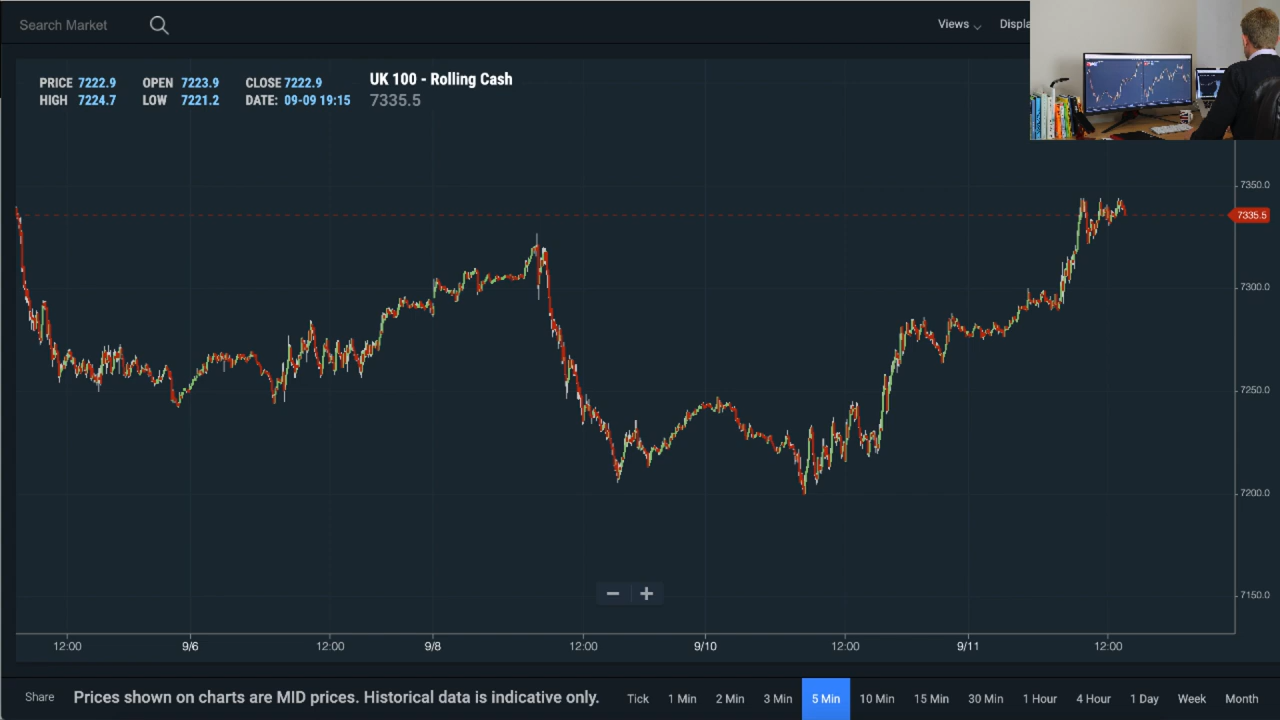 Search Market
Views
Displa
PRICE 7222.9 OPEN 7223.9 CLOSE 7222.9
HIGH 7224.7 LOW 7221.2 DATE: 09-09 19:15
UK 100 - Rolling Cash
7335.5
7350.0
7335.5
7300.0
7250.0
7200.0
7150.0
12:00 9/6 12:00 9/8 12:00 9/10 12:00 9/11 12:00
Share Prices shown on charts are MID prices. Historical data is indicative only. Tick 1 Min 2 Min 3 Min 5 Min 10 Min 15 Min 30 Min 1 Hour 4 Hour 1 Day Week Month